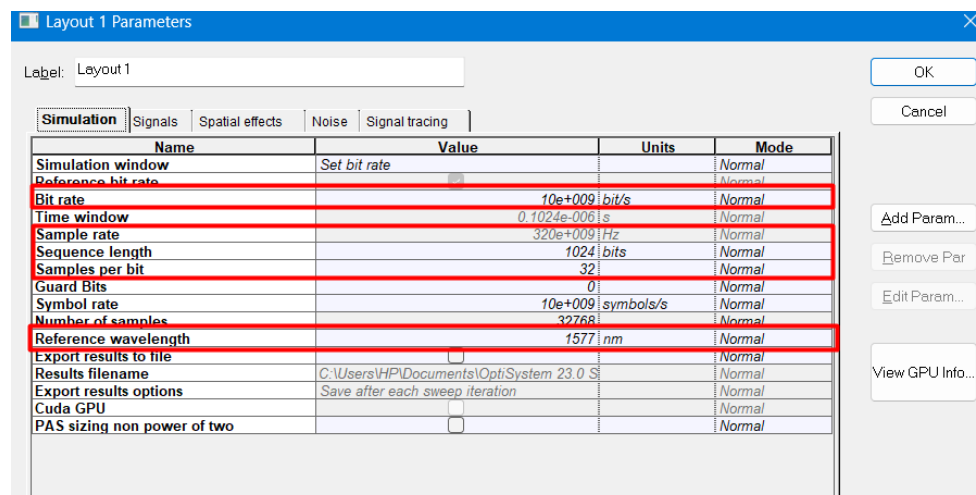 Layout 1 Parameters
Label: Layout 1
OK
Cancel
Simulation Signals Spatial effects Noise Signal tracing
Name Value Units Mode
Simulation window Set bit rate Normal
Reference bit rate Normal
Bit rate 10e+009 bit/s Normal
Time window 0.1024e-006 s Normal
Sample rate 320e+009 Hz Normal
Sequence length 1024 bits Normal
Samples per bit 32 Normal
Guard Bits 0 Normal
Symbol rate 10e+009 symbols/s Normal
Number of samples 32768 Normal
Reference wavelength 1577 nm Normal
Export results to file Normal
Results filename C:\Users\HP\Documents\OptiSystem 23.0 S Normal
Export results options Save after each sweep iteration Normal
Cuda GPU Normal
PAS sizing non power of two Normal
Add Param...
Remove Par
Edit Param...
View GPU Info...